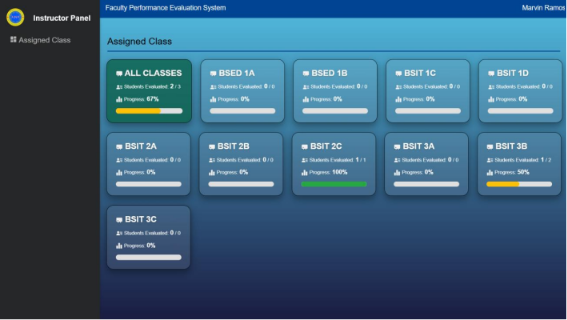 Instructor Panel
Faculty Performance Evaluation System
Marvin Ramos
Assigned Class
Assigned Class
ALL CLASSES
Students Evaluated: 2 / 3
Progress: 67%
BSED 1A
Students Evaluated: 0 / 0
Progress: 0%
BSED 1B
Students Evaluated: 0 / 0
Progress: 0%
BSIT 1C
Students Evaluated: 0 / 0
Progress: 0%
BSIT 1D
Students Evaluated: 0 / 0
Progress: 0%
BSIT 2A
Students Evaluated: 0 / 0
Progress: 0%
BSIT 2B
Students Evaluated: 0 / 0
Progress: 0%
BSIT 2C
Students Evaluated: 1 / 1
Progress: 100%
BSIT 3A
Students Evaluated: 0 / 0
Progress: 0%
BSIT 3B
Students Evaluated: 1 / 2
Progress: 50%
BSIT 3C
Students Evaluated: 0 / 0
Progress: 0%